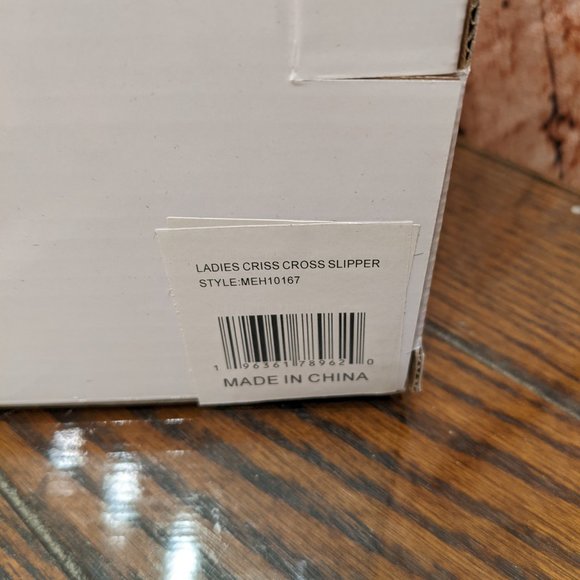 LADIES CRISS CROSS SLIPPER
STYLE:MEH10167
1 96361 78962 0
MADE IN CHINA